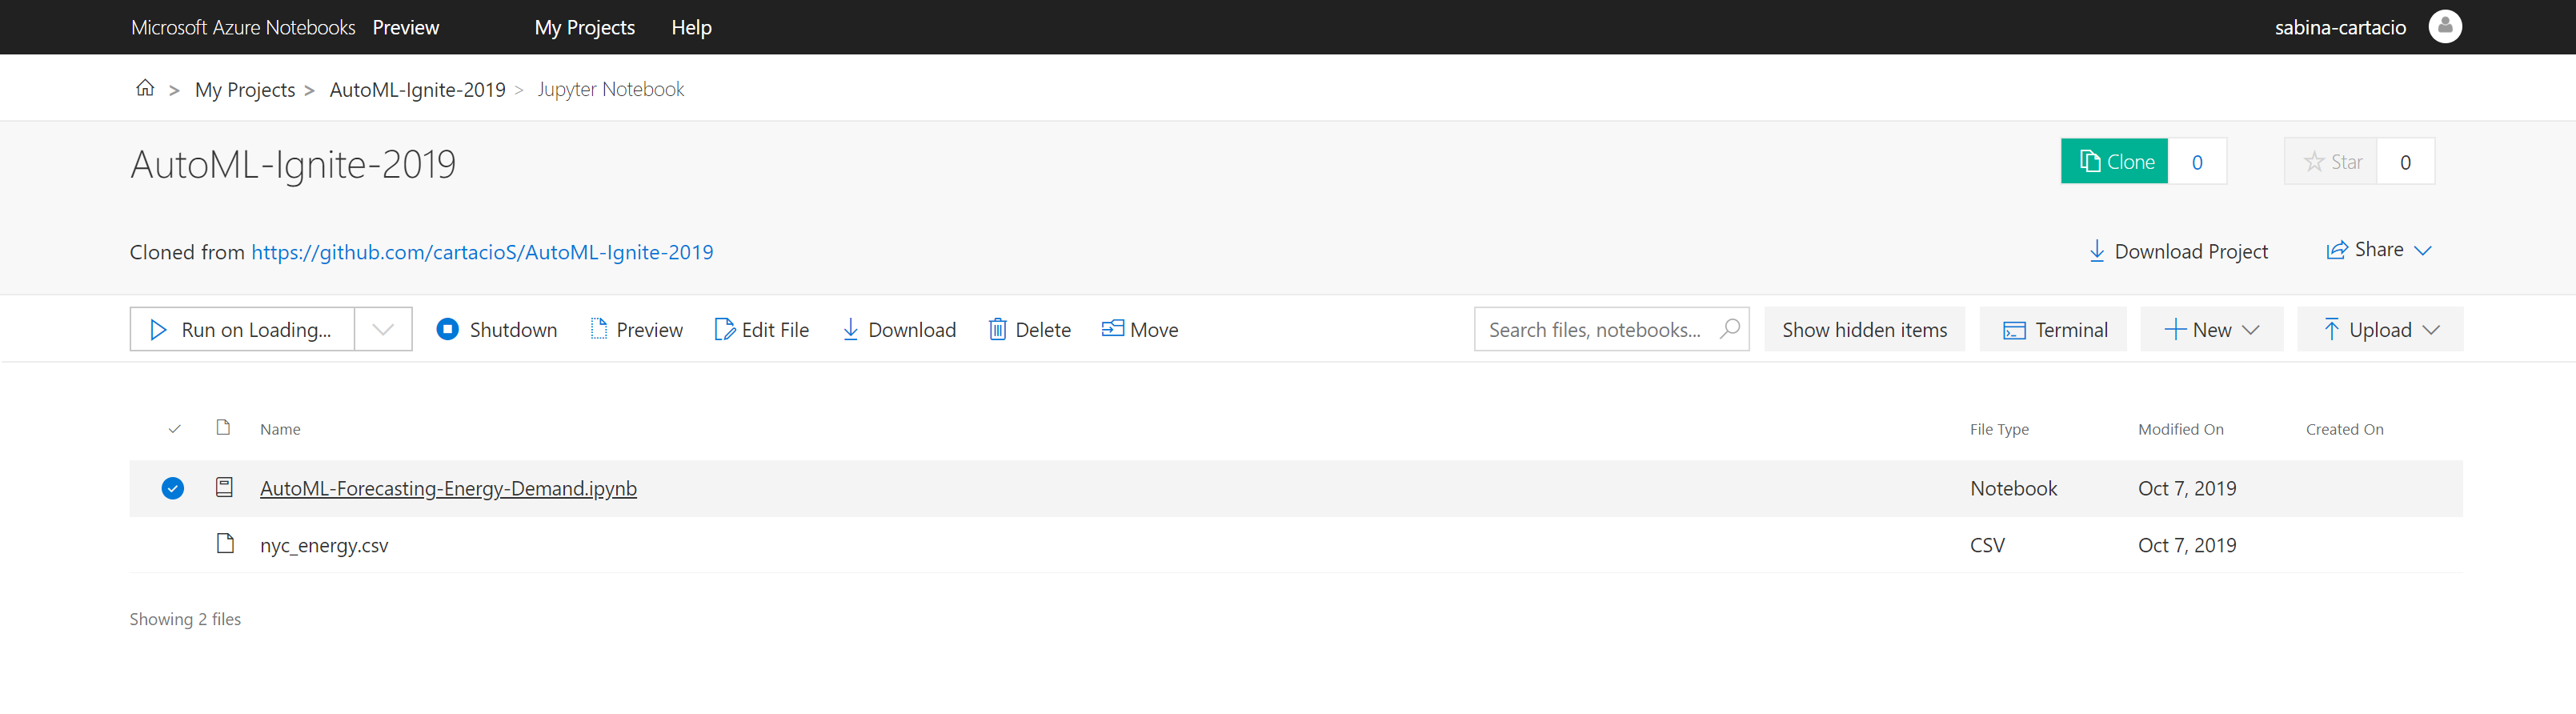 Microsoft Azure Notebooks Preview My Projects Help sabina-cartacio
> My Projects > AutoML-Ignite-2019 > Jupyter Notebook
AutoML-Ignite-2019
Clone 0 Star 0
Cloned from https://github.com/cartacioS/AutoML-Ignite-2019
Download Project Share
Run on Loading... Shutdown Preview Edit File Download Delete Move Search files, notebooks... Show hidden items Terminal New Upload
Name File Type Modified On Created On
AutoML-Forecasting-Energy-Demand.ipynb Notebook Oct 7, 2019
nyc_energy.csv CSV Oct 7, 2019
Showing 2 files